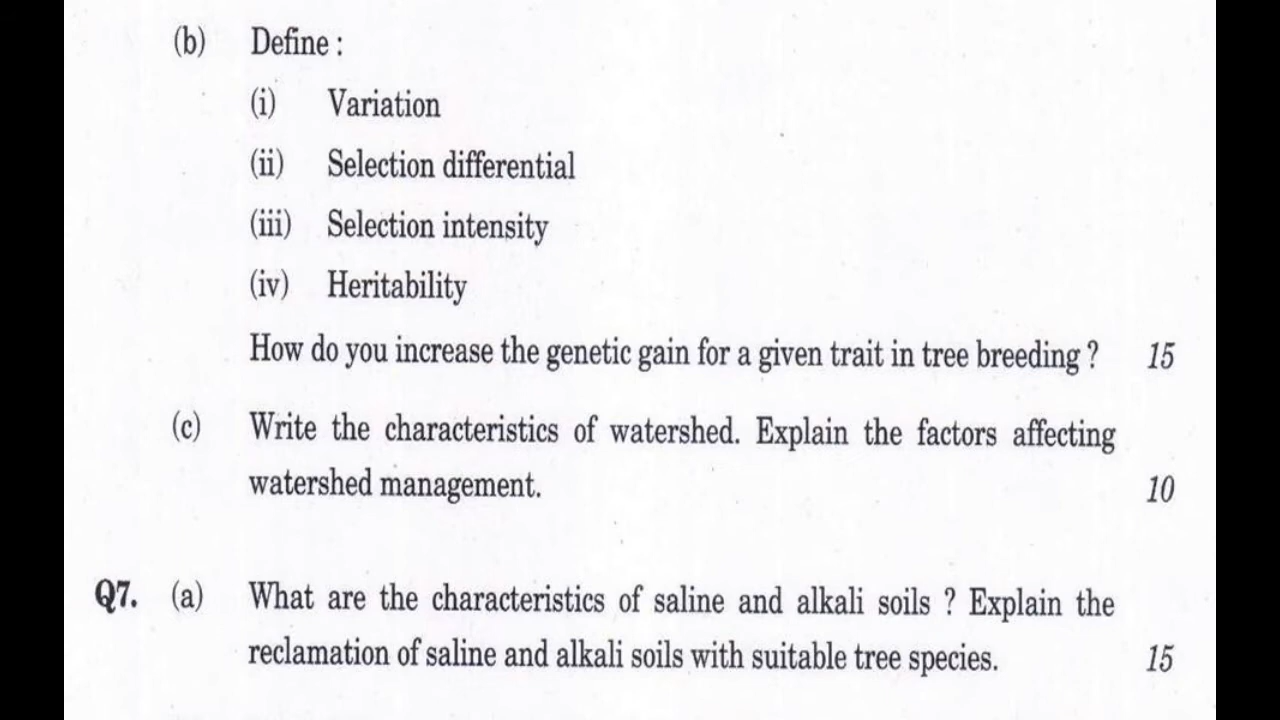 (b) Define :
(i) Variation
(ii) Selection differential
(iii) Selection intensity
(iv) Heritability
How do you increase the genetic gain for a given trait in tree breeding ? 15
(c) Write the characteristics of watershed. Explain the factors affecting
watershed management. 10
Q7. (a) What are the characteristics of saline and alkali soils ? Explain the
reclamation of saline and alkali soils with suitable tree species. 15